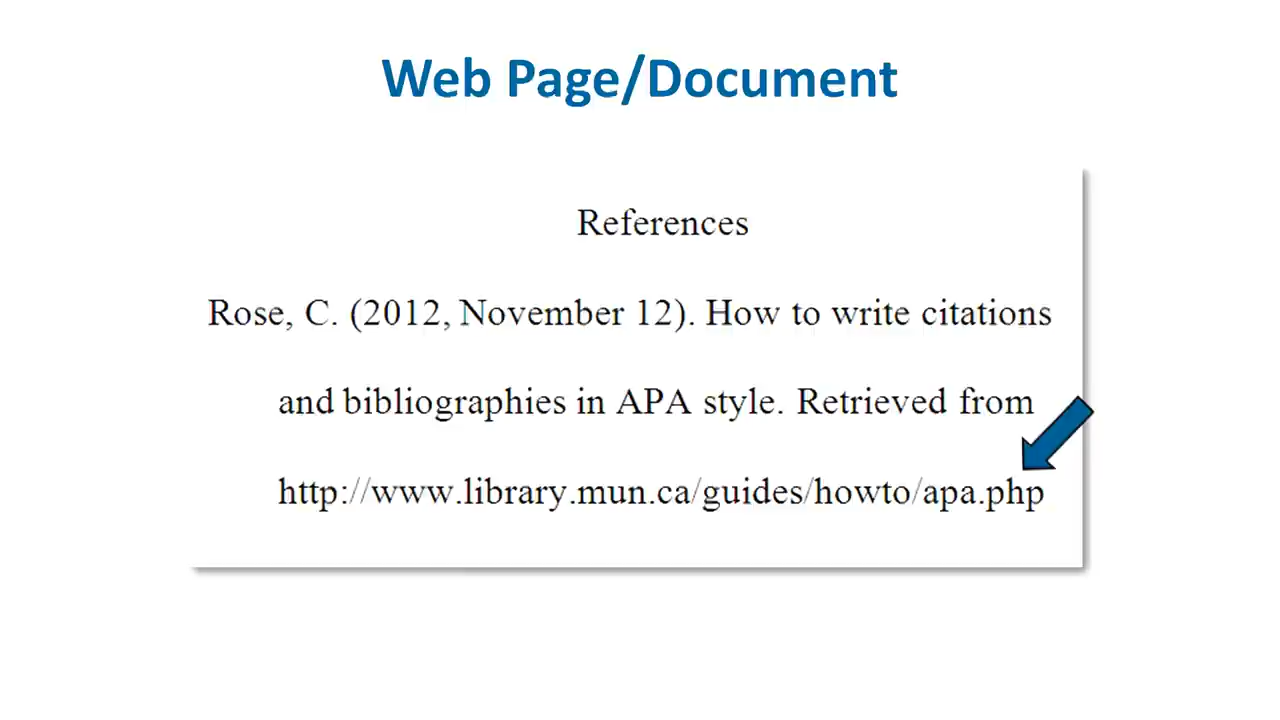 Web Page/Document
References
Rose, C. (2012, November 12). How to write citations
and bibliographies in APA style. Retrieved from
http://www.library.mun.ca/guides/howto/apa.php